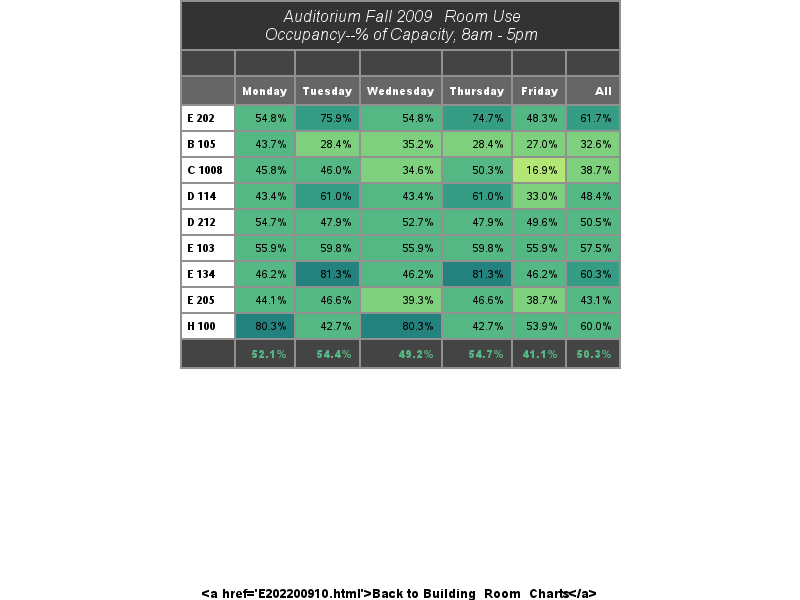 Auditorium Fall 2009 Room Use
Occupancy--% of Capacity, 8am - 5pm
Monday Tuesday Wednesday Thursday Friday All
E 202 54.8% 75.9% 54.8% 74.7% 48.3% 61.7%
B 105 43.7% 28.4% 35.2% 28.4% 27.0% 32.6%
C 1008 45.8% 46.0% 34.6% 50.3% 16.9% 38.7%
D 114 43.4% 61.0% 43.4% 61.0% 33.0% 48.4%
D 212 54.7% 47.9% 52.7% 47.9% 49.6% 50.5%
E 103 55.9% 59.8% 55.9% 59.8% 55.9% 57.5%
E 134 46.2% 81.3% 46.2% 81.3% 46.2% 60.3%
E 205 44.1% 46.6% 39.3% 46.6% 38.7% 43.1%
H 100 80.3% 42.7% 80.3% 42.7% 53.9% 60.0%
52.1% 54.4% 49.2% 54.7% 41.1% 50.3%
<a href='E202200910.html'>Back to Building Room Charts</a>